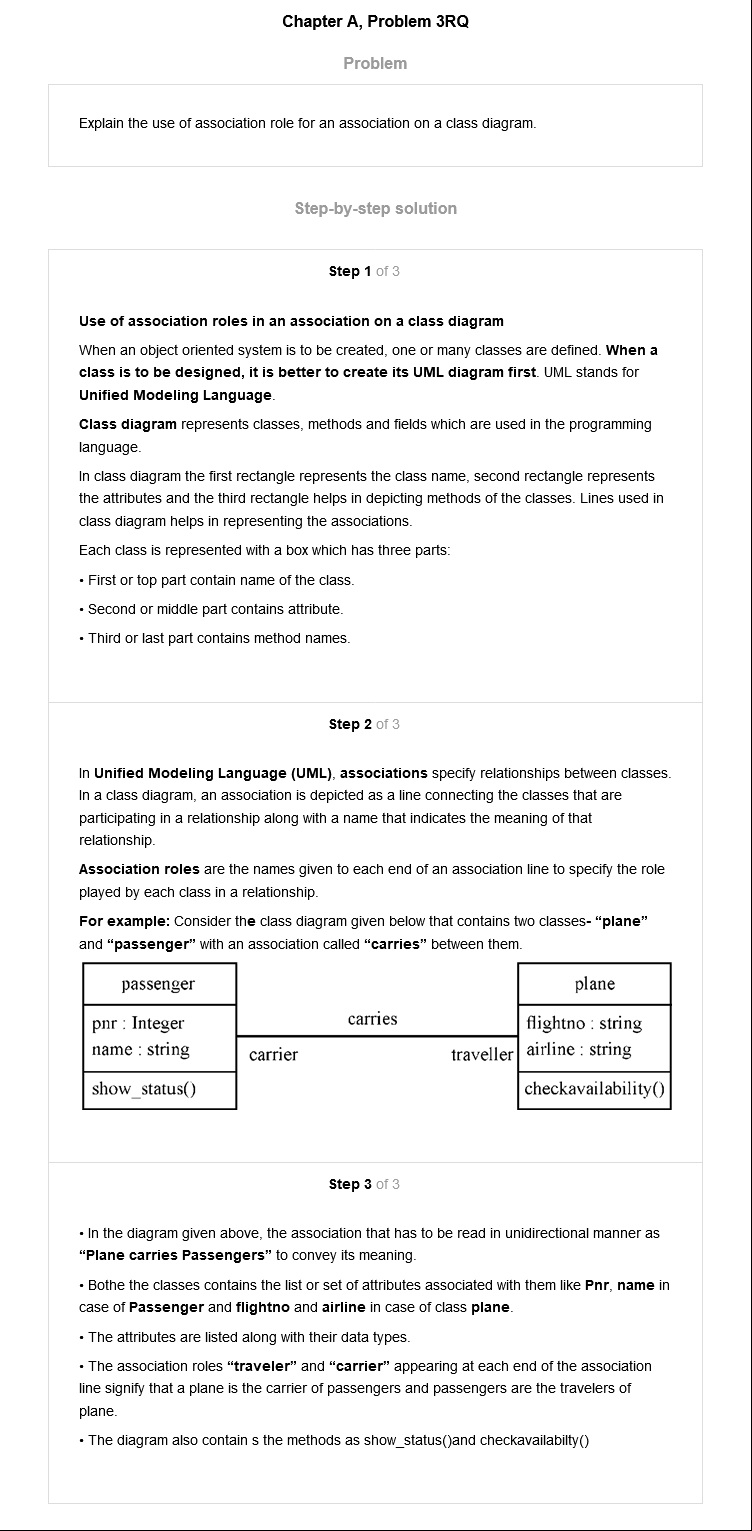 Chapter A, Problem 3RQ
Problem
Explain the use of association role for an association on a class diagram.
Step-by-step solution
Step 1 of 3
Use of association roles in an association on a class diagram
When an object oriented system is to be created, one or many classes are defined. When a
class is to be designed, it is better to create its UML diagram first. UML stands for
Unified Modeling Language.
Class diagram represents classes, methods and fields which are used in the programming
language.
In class diagram the first rectangle represents the class name, second rectangle represents
the attributes and the third rectangle helps in depicting methods of the classes. Lines used in
class diagram helps in representing the associations.
Each class is represented with a box which has three parts:
• First or top part contain name of the class.
• Second or middle part contains attribute.
• Third or last part contains method names.
Step 2 of 3
In Unified Modeling Language (UML), associations specify relationships between classes.
In a class diagram, an association is depicted as a line connecting the classes that are
participating in a relationship along with a name that indicates the meaning of that
relationship.
Association roles are the names given to each end of an association line to specify the role
played by each class in a relationship.
For example: Consider the class diagram given below that contains two classes- “plane”
and “passenger” with an association called “carries” between them.
passenger
pnr : Integer
name : string
show_status()
carries
carrier
traveller
plane
flightno : string
airline : string
checkavailability()
Step 3 of 3
• In the diagram given above, the association that has to be read in unidirectional manner as
“Plane carries Passengers” to convey its meaning.
• Bothe the classes contains the list or set of attributes associated with them like Pnr, name in
case of Passenger and flightno and airline in case of class plane.
• The attributes are listed along with their data types.
• The association roles “traveler” and “carrier” appearing at each end of the association
line signify that a plane is the carrier of passengers and passengers are the travelers of
plane.
• The diagram also contain s the methods as show_status()and checkavailabilty()